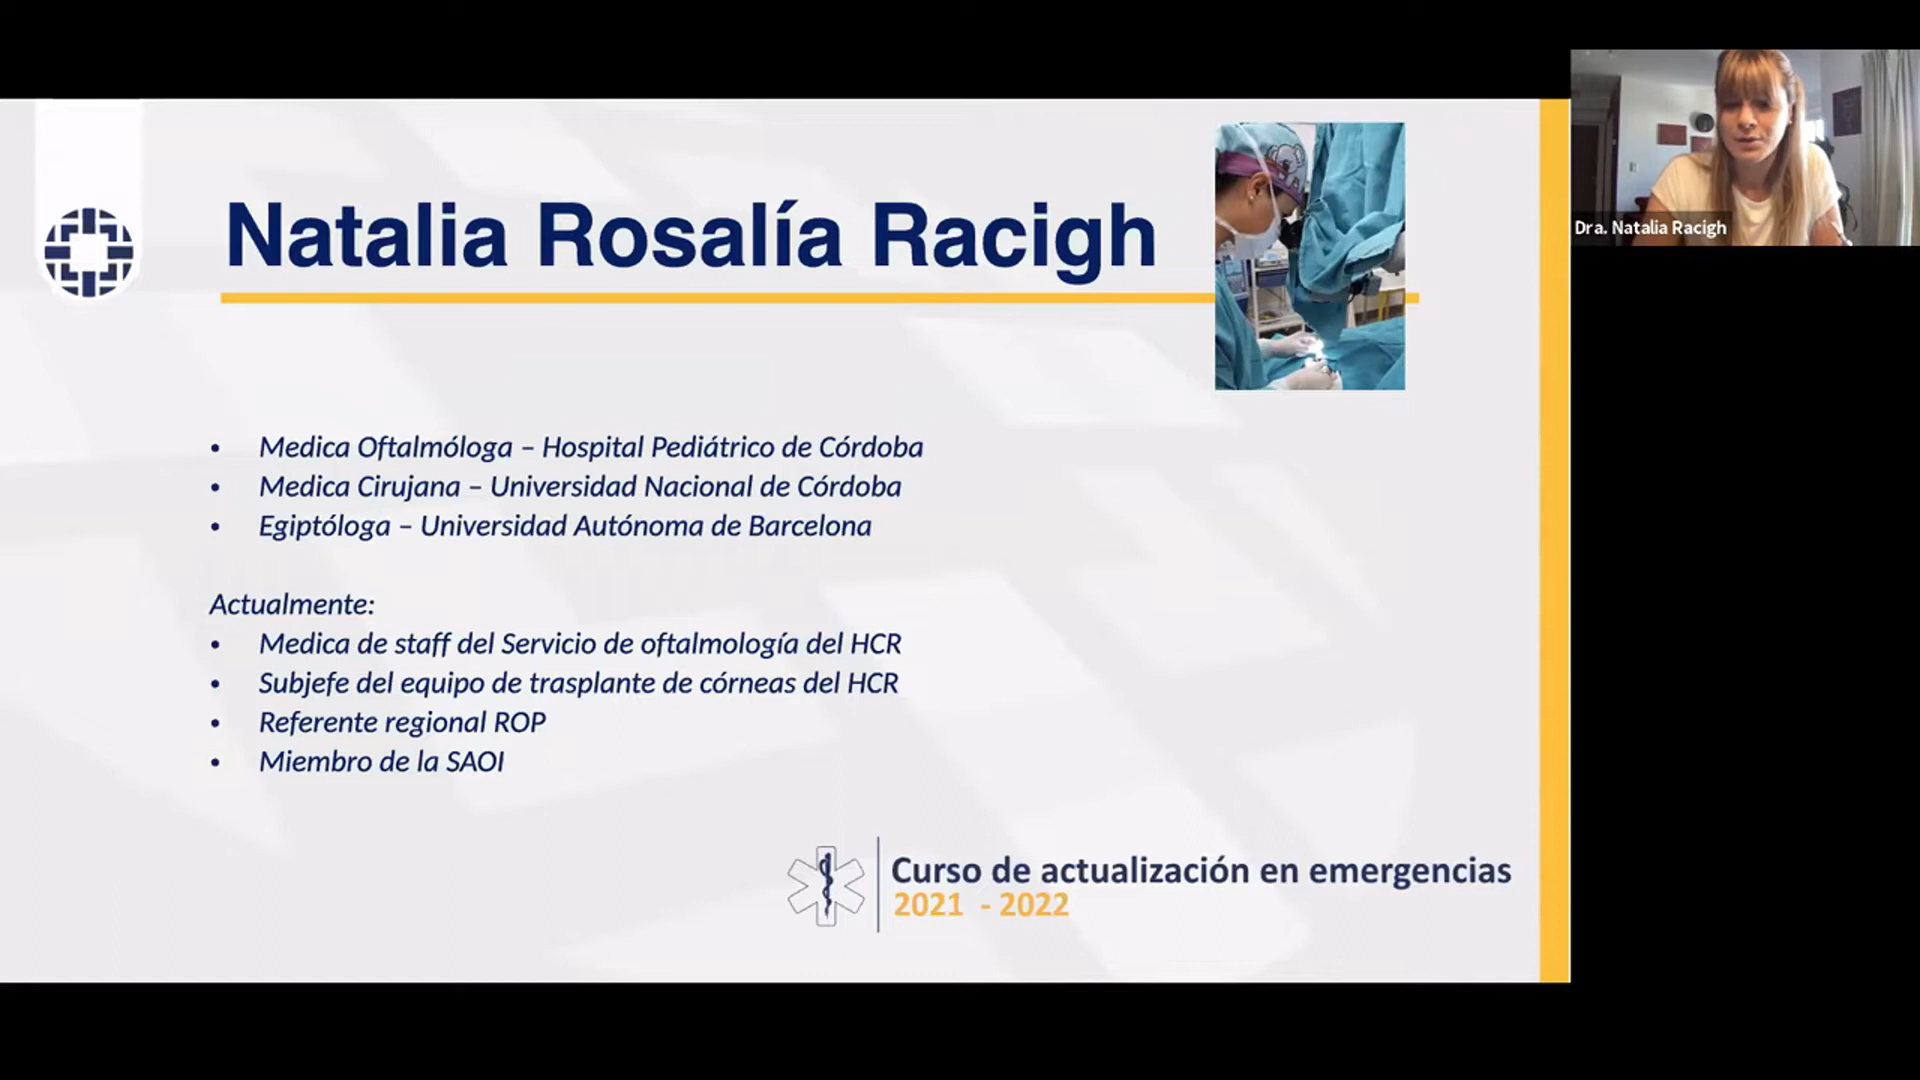 Natalia Rosalía Racigh
Dra. Natalia Racigh
• Medica Oftalmóloga – Hospital Pediátrico de Córdoba
• Medica Cirujana – Universidad Nacional de Córdoba
• Egiptóloga – Universidad Autónoma de Barcelona
Actualmente:
• Medica de staff del Servicio de oftalmología del HCR
• Subjefe del equipo de trasplante de córneas del HCR
• Referente regional ROP
• Miembro de la SAOI
Curso de actualización en emergencias
2021 - 2022